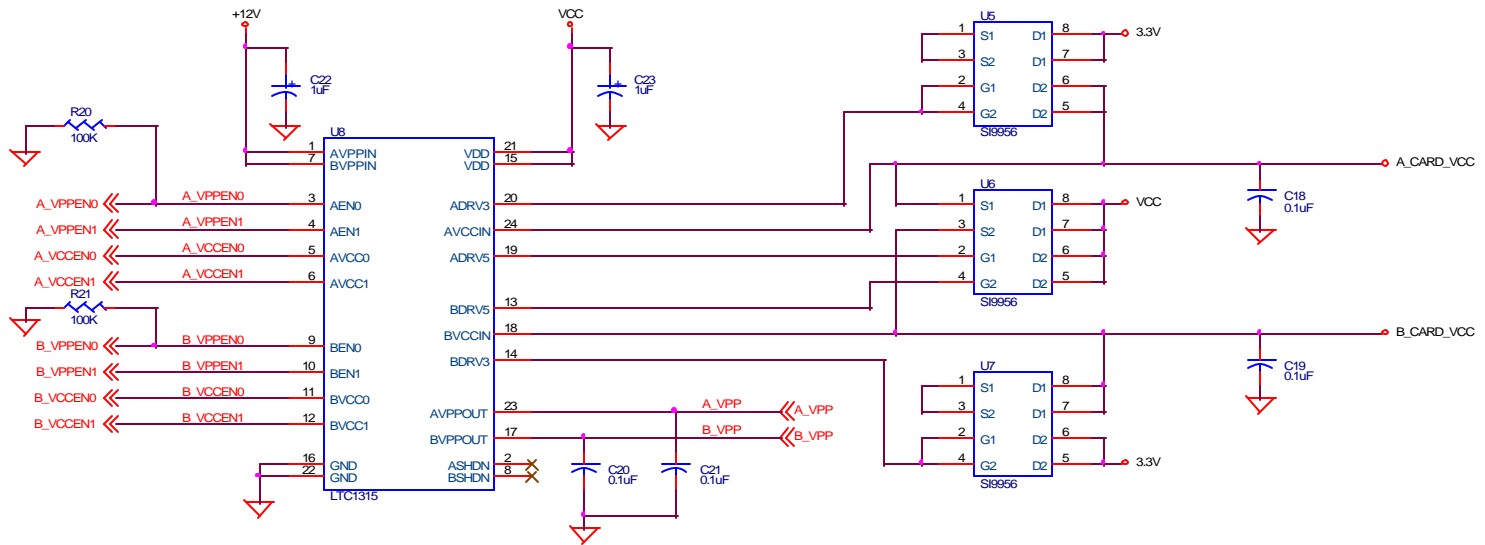 +12V
VCC
C22
1uF
C23
1uF
R20
100K
A_VPPEN0
A_VPPEN1
A_VCCEN0
A_VCCEN1
R21
100K
B_VPPEN0
B_VPPEN1
B_VCCEN0
B_VCCEN1
A_VPPEN0
A_VPPEN1
A_VCCEN0
A_VCCEN1
B_VPPEN0
B_VPPEN1
B_VCCEN0
B_VCCEN1
U8
1 AVPPIN VDD 21
7 BVPPIN VDD 15
3 AEN0 ADRV3 20
4 AEN1 AVCCIN 24
5 AVCC0 ADRV5 19
6 AVCC1
BDRV5 13
BVCCIN 18
9 BEN0 BDRV3 14
10 BEN1
11 BVCC0 AVPPOUT 23
12 BVCC1 BVPPOUT 17
16 GND ASHDN 2
22 GND BSHDN 8
LTC1315
A_VPP
A_VPP
B_VPP
B_VPP
C20
0.1uF
C21
0.1uF
U5
1 S1 D1 8
3 S2 D1 7
2 G1 D2 6
4 G2 D2 5
SI9956
3.3V
A_CARD_VCC
C18
0.1uF
U6
1 S1 D1 8
3 S2 D1 7
2 G1 D2 6
4 G2 D2 5
SI9956
VCC
B_CARD_VCC
C19
0.1uF
U7
1 S1 D1 8
3 S2 D1 7
2 G1 D2 6
4 G2 D2 5
SI9956
3.3V